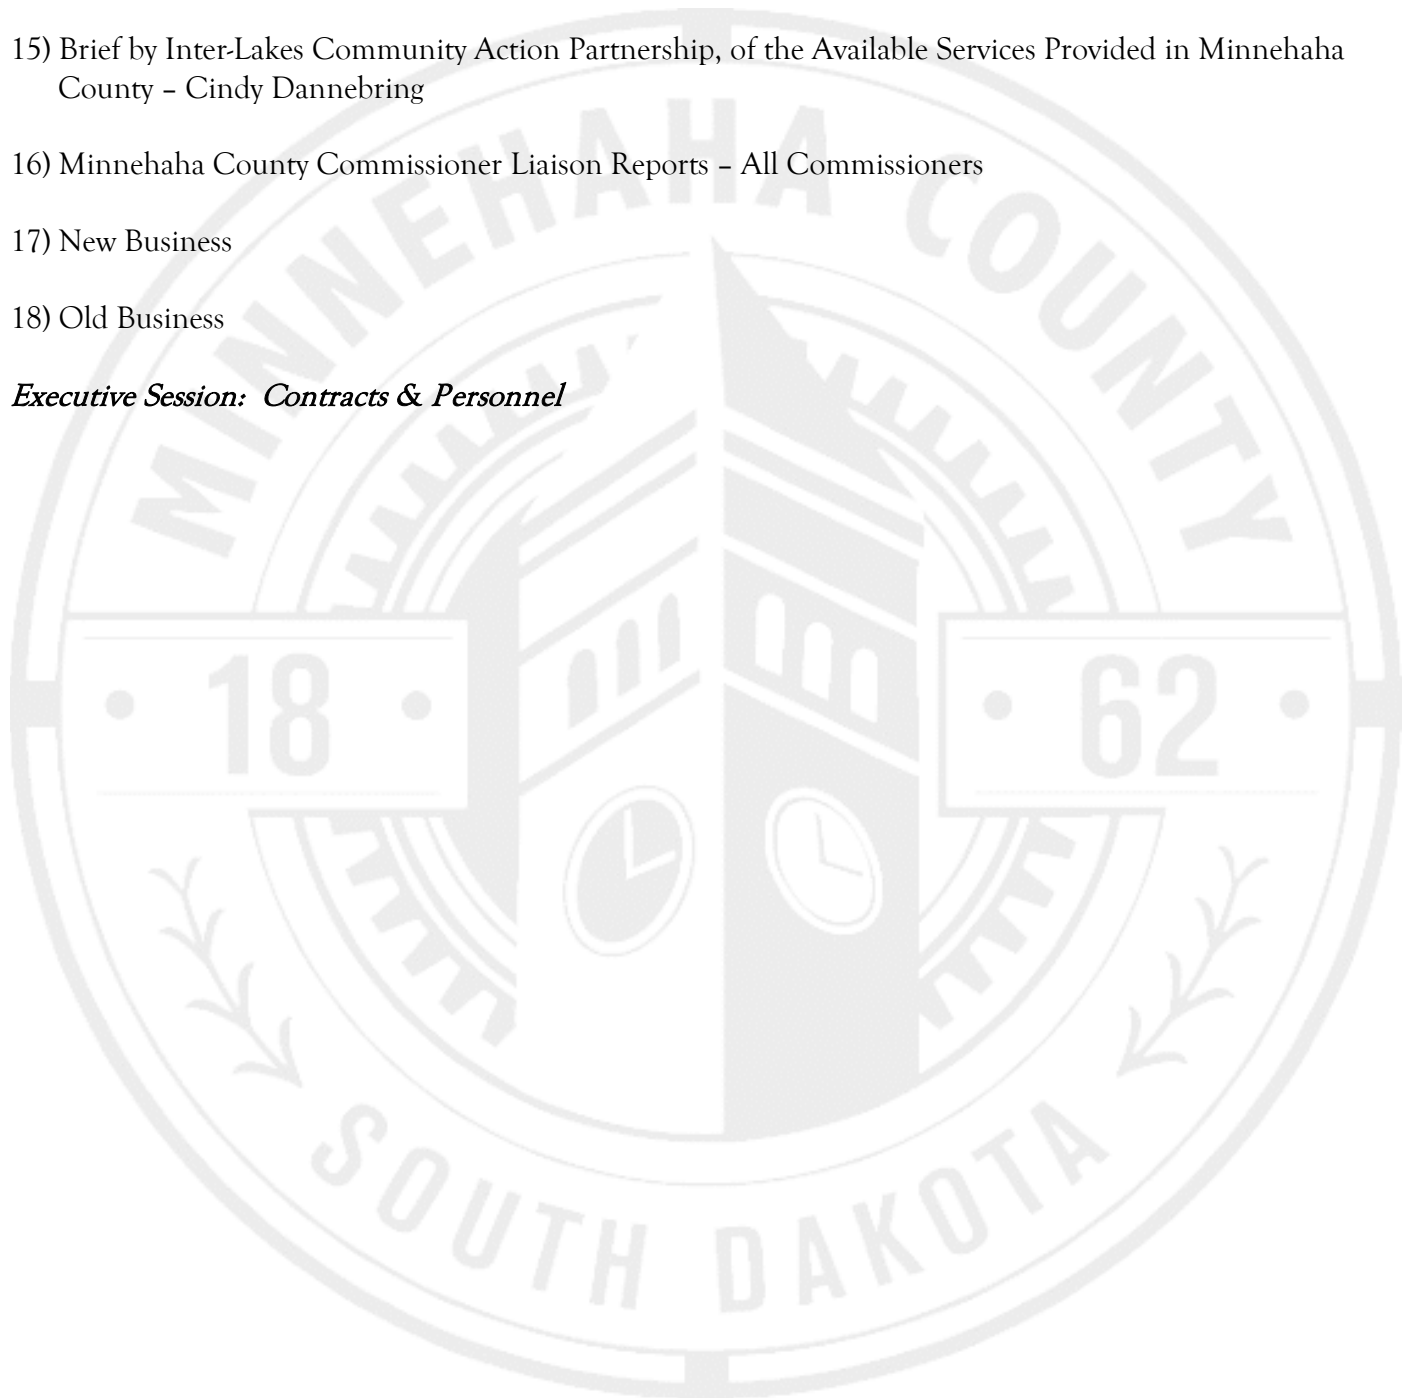 15) Brief by Inter-Lakes Community Action Partnership, of the Available Services Provided in Minnehaha
County – Cindy Dannebring
16) Minnehaha County Commissioner Liaison Reports – All Commissioners
17) New Business
18) Old Business
Executive Session: Contracts & Personnel
MINNEHAHA COUNTY
18
62
SOUTH DAKOTA